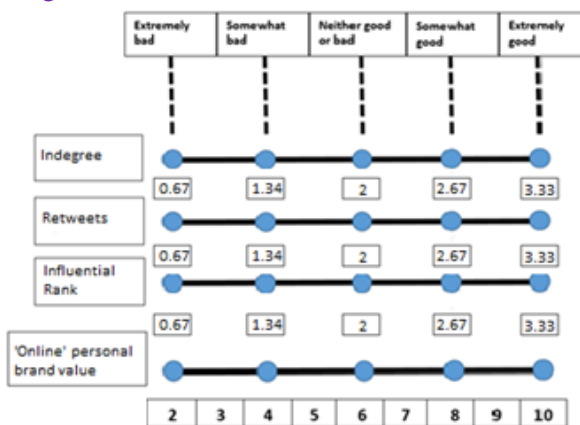 Extremely bad
Somewhat bad
Neither good or bad
Somewhat good
Extremely good
Indegree
0.67 1.34 2 2.67 3.33
Retweets
0.67 1.34 2 2.67 3.33
Influential
Rank
0.67 1.34 2 2.67 3.33
'Online' personal
brand value
2 3 4 5 6 7 8 9 10